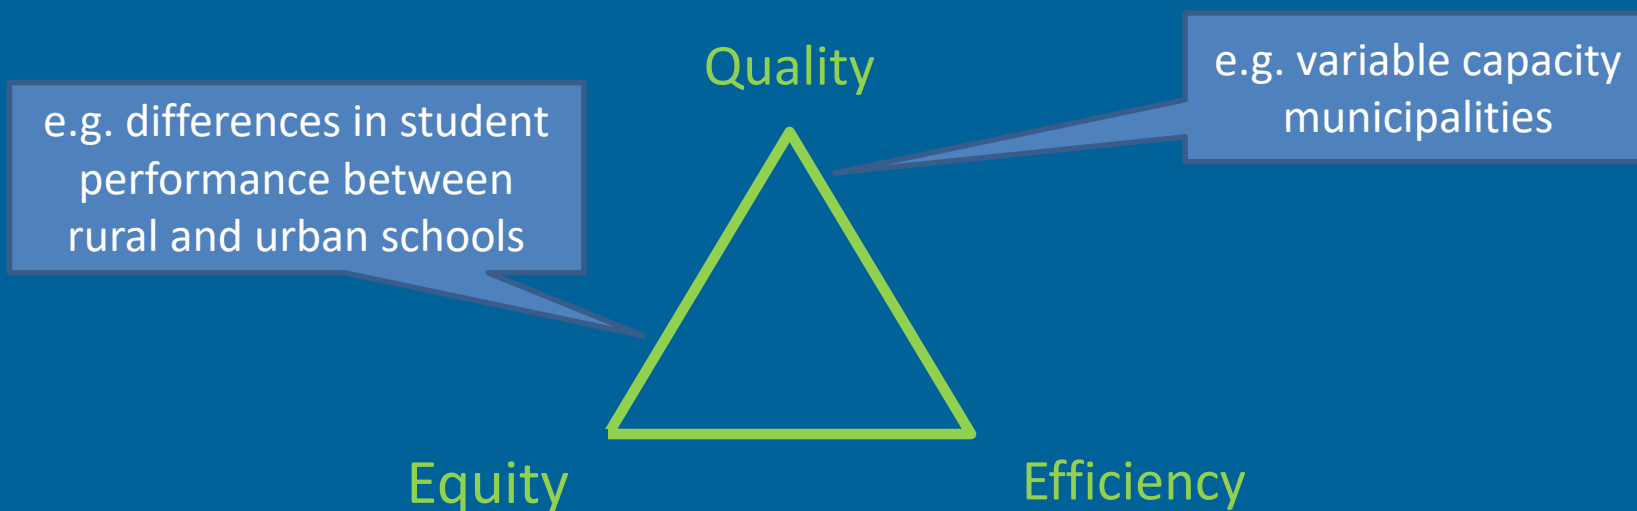 Quality
e.g. variable capacity
municipalities
e.g. differences in student
performance between
rural and urban schools
Equity
Efficiency